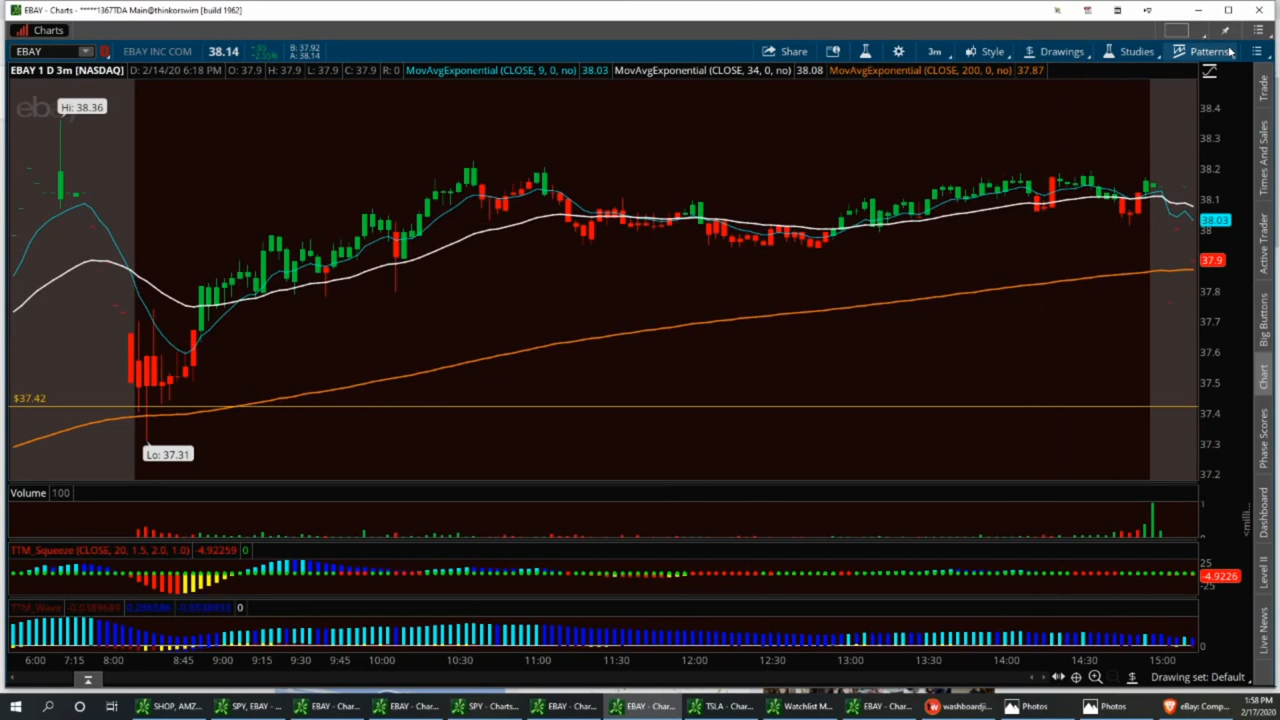 EBAY - Charts - *****1367TDA Main@thinkorswim [build 1962]
Charts
EBAY EBAY INC COM 38.14 B: 37.92 A: 38.14 Share 3m Style Drawings Studies Patterns
EBAY 1 D 3m [NASDAQ] D: 2/14/20 6:18 PM O: 37.9 H: 37.9 L: 37.9 C: 37.9 R: 0 MovAvgExponential (CLOSE, 9, 0, no) 38.03 MovAvgExponential (CLOSE, 34, 0, no) 38.08 MovAvgExponential (CLOSE, 200, 0, no) 37.87
ebay
Hi: 38.36
38.4
38.3
38.2
38.1
38.03
38
37.9
37.8
37.7
37.6
37.5
37.4
37.3
37.2
$37.42
Lo: 37.31
Volume 100
1
0
TTM_Squeeze (CLOSE, 20, 1.5, 2.0, 1.0) -4.92259 0
25
-4.9226
-25
TTM_Wave 0
0
6:00 7:15 8:00 8:45 9:00 9:15 9:30 9:45 10:00 10:30 11:00 11:30 12:00 12:30 13:00 13:30 14:00 14:30 15:00
Drawing set: Default
Trade
Times And Sales
Active Trader
Big Buttons
Chart
Phase Scores
Dashboard
Level II
Live News
SHOP, AMZ... SPY, EBAY - ... EBAY - Char... EBAY - Char... SPY - Charts... EBAY - Char... EBAY - Char... TSLA - Char... Watchlist M... EBAY - Char... washboardji... Photos Photos eBay: Comp...
1:58 PM
2/17/2020